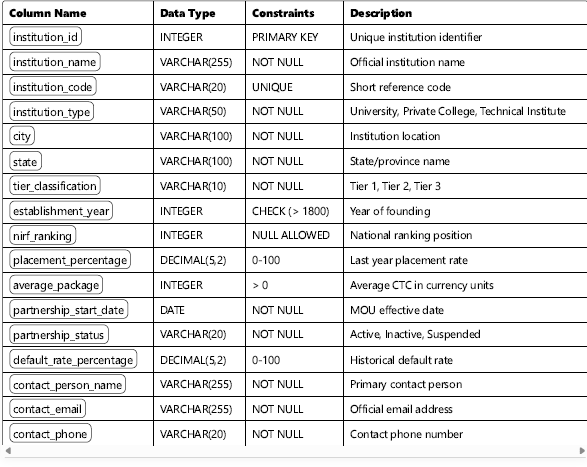 Column Name Data Type Constraints Description
institution_id INTEGER PRIMARY KEY Unique institution identifier
institution_name VARCHAR(255) NOT NULL Official institution name
institution_code VARCHAR(20) UNIQUE Short reference code
institution_type VARCHAR(50) NOT NULL University, Private College, Technical Institute
city VARCHAR(100) NOT NULL Institution location
state VARCHAR(100) NOT NULL State/province name
tier_classification VARCHAR(10) NOT NULL Tier 1, Tier 2, Tier 3
establishment_year INTEGER CHECK (> 1800) Year of founding
nirf_ranking INTEGER NULL ALLOWED National ranking position
placement_percentage DECIMAL(5,2) 0-100 Last year placement rate
average_package INTEGER > 0 Average CTC in currency units
partnership_start_date DATE NOT NULL MOU effective date
partnership_status VARCHAR(20) NOT NULL Active, Inactive, Suspended
default_rate_percentage DECIMAL(5,2) 0-100 Historical default rate
contact_person_name VARCHAR(255) NOT NULL Primary contact person
contact_email VARCHAR(255) NOT NULL Official email address
contact_phone VARCHAR(20) NOT NULL Contact phone number